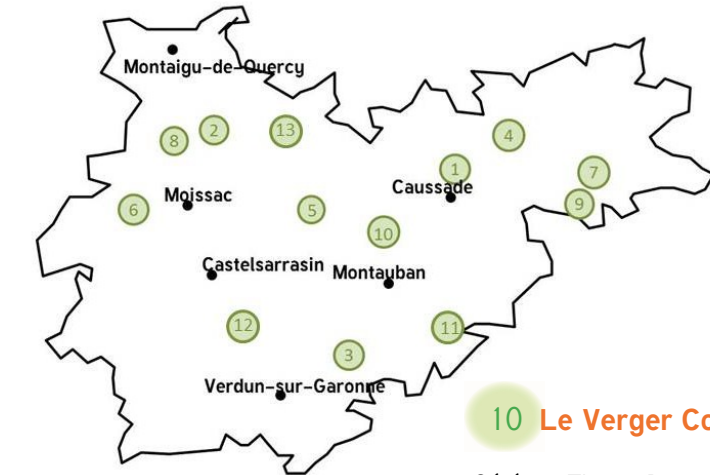 Montaigu-de-Quercy
2
13
8
4
1
7
Caussade
Moissac
6
5
9
10
Castelsarrasin
Montauban
12
11
3
Verdun-sur-Garonne
10 Le Verger